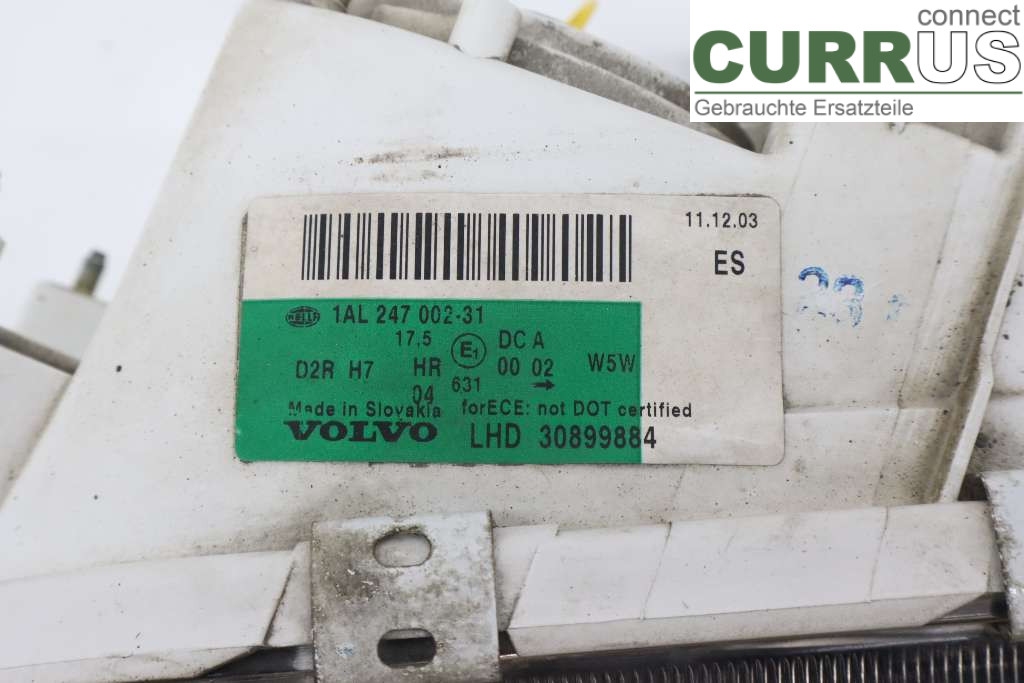 connect
CURRUS
Gebrauchte Ersatzteile
11.12.03
ES
HELLA 1AL 247 002-31
17,5 E1 DC A
D2R H7 HR 00 02 W5W
04 631
Made in Slovakia forECE: not DOT certified
VOLVO LHD 30899884
23